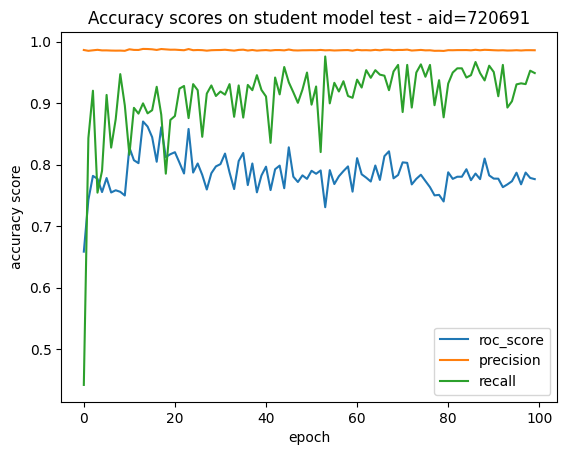 Accuracy scores on student model test - aid=720691
accuracy score
1.0
0.9
0.8
0.7
0.6
0.5
roc_score
precision
recall
0
20
40
60
80
100
epoch